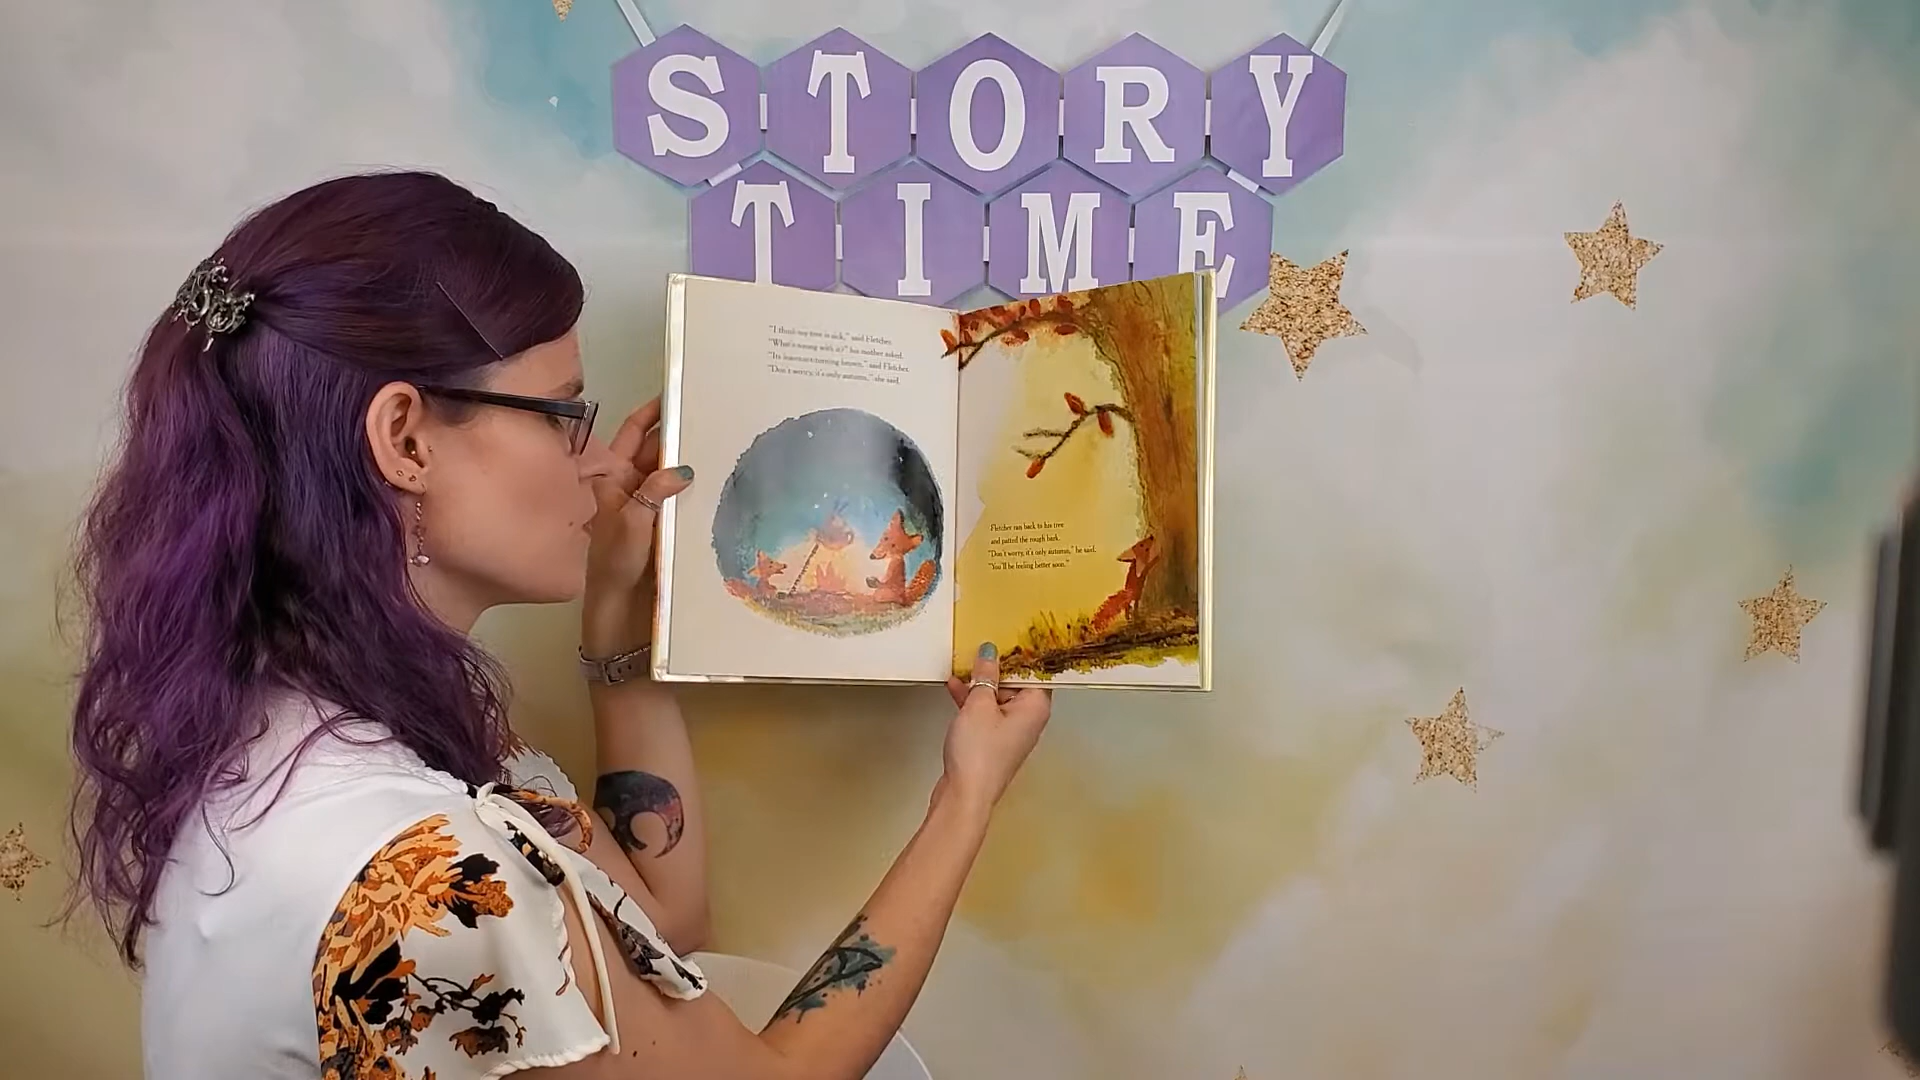 STORY
TIME
"I think my tree is sick," said Fletcher.
"What's wrong with it?" his mother asked.
"Its leaves are turning brown," said Fletcher.
"Don't worry, it's only autumn," she said.
Fletcher ran back to his tree
and patted the rough bark.
"Don't worry, it's only autumn," he said.
"You'll be feeling better soon."